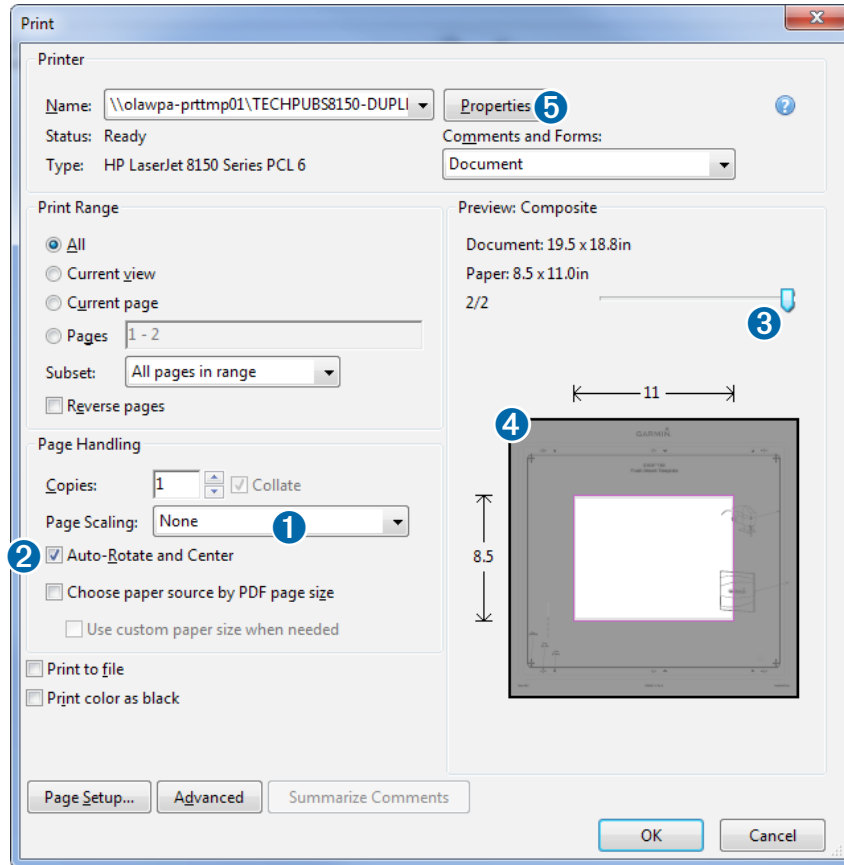 Print
Printer
Name: \\olawpa-prttmp01\TECHPUBS8150-DUPLI
Properties 5
Status: Ready
Comments and Forms:
Type: HP LaserJet 8150 Series PCL 6
Document
Print Range
All
Current view
Current page
Pages 1 - 2
Subset: All pages in range
Reverse pages
Preview: Composite
Document: 19.5 x 18.8in
Paper: 8.5 x 11.0in
2/2
3
11
4
GARMIN
8.5
Page Handling
Copies: 1 Collate
Page Scaling: None 1
2 Auto-Rotate and Center
Choose paper source by PDF page size
Use custom paper size when needed
Print to file
Print color as black
Page Setup... Advanced Summarize Comments
OK Cancel